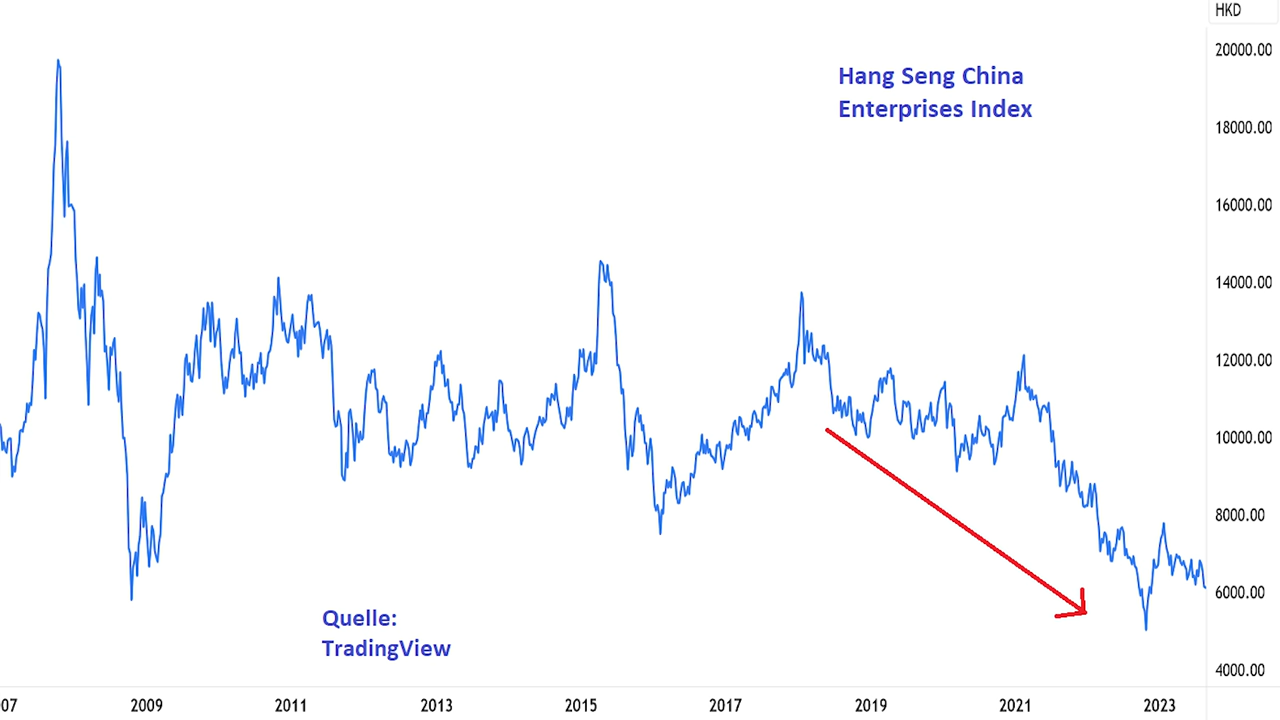 HKD
20000.00
Hang Seng China
Enterprises Index
18000.00
16000.00
14000.00
12000.00
10000.00
8000.00
6000.00
Quelle:
TradingView
4000.00
07 2009 2011 2013 2015 2017 2019 2021 2023